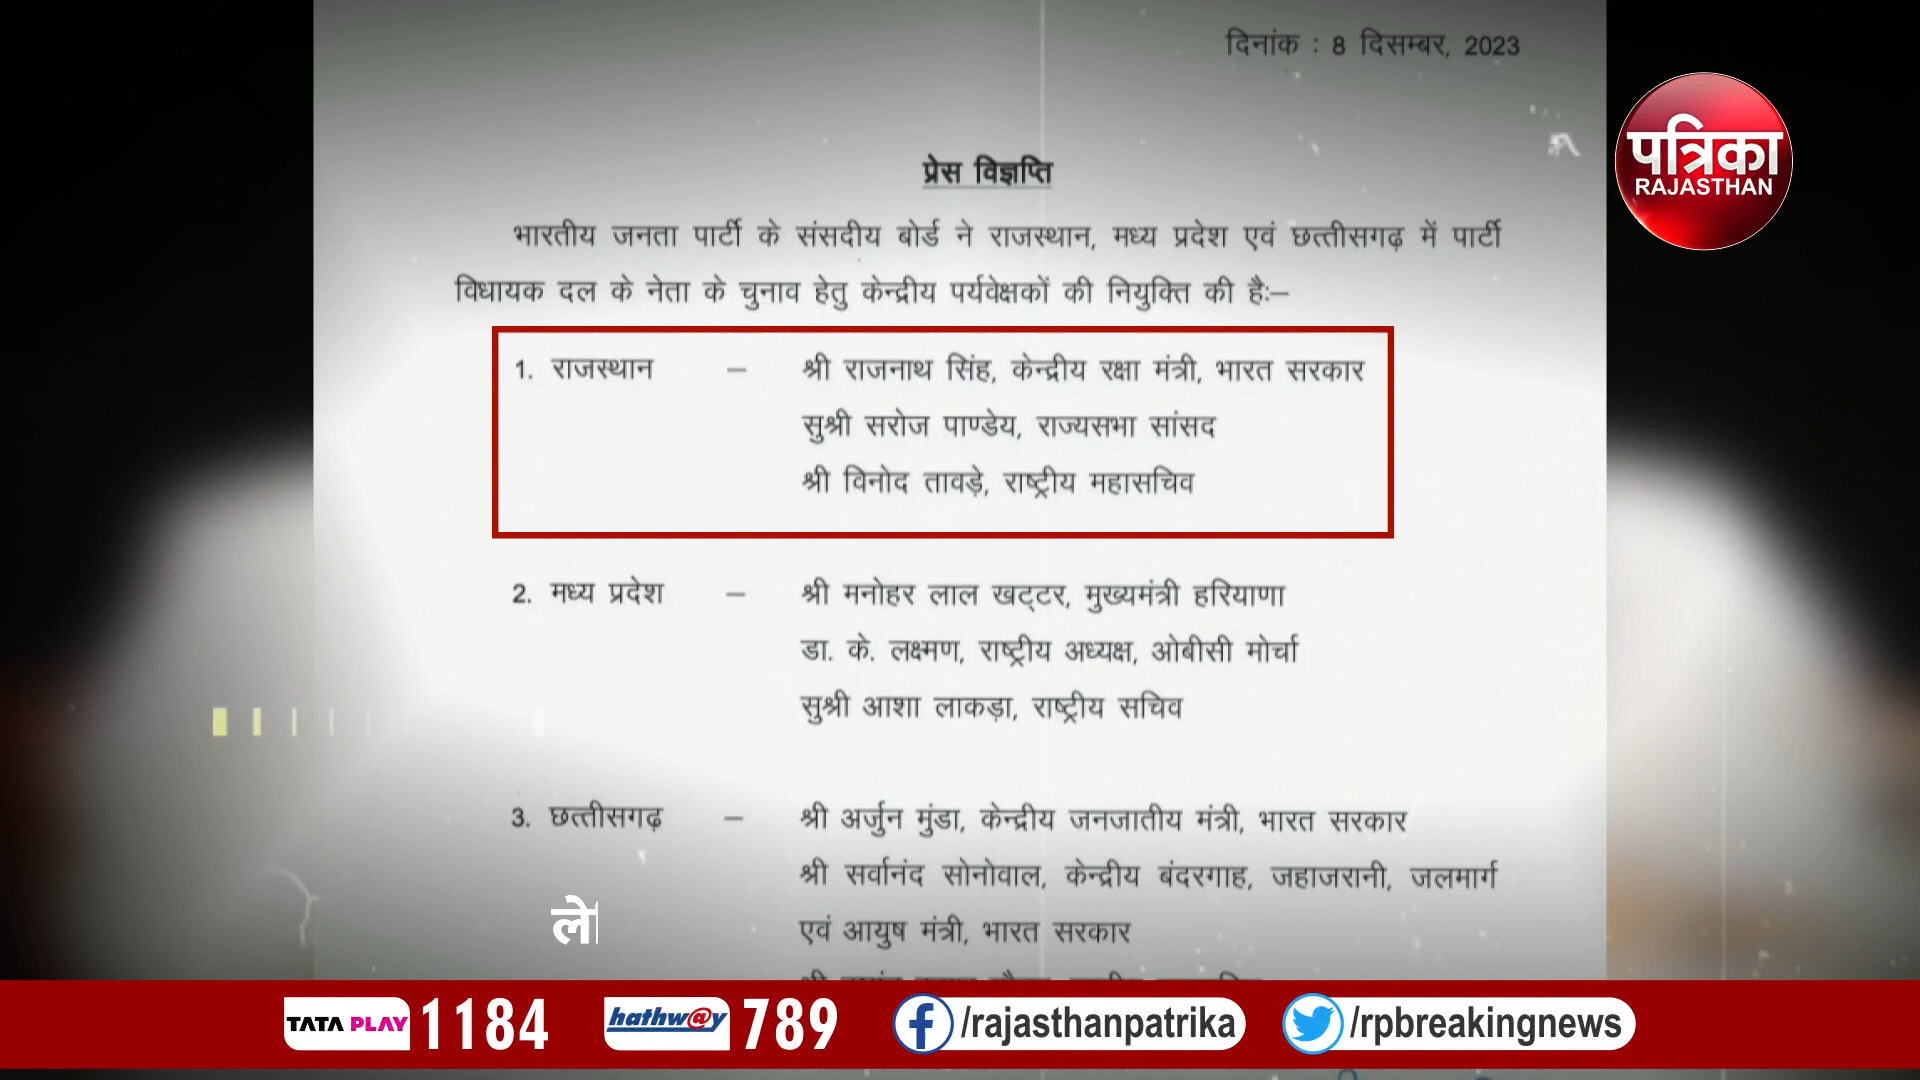 दिनांक : 8 दिसम्बर, 2023
पत्रिका
RAJASTHAN
प्रेस विज्ञप्ति
भारतीय जनता पार्टी के संसदीय बोर्ड ने राजस्थान, मध्य प्रदेश एवं छत्तीसगढ़ में पार्टी
विधायक दल के नेता के चुनाव हेतु केन्द्रीय पर्यवेक्षकों की नियुक्ति की हैः–
1. राजस्थान – श्री राजनाथ सिंह, केन्द्रीय रक्षा मंत्री, भारत सरकार
सुश्री सरोज पाण्डेय, राज्यसभा सांसद
श्री विनोद तावड़े, राष्ट्रीय महासचिव
2. मध्य प्रदेश – श्री मनोहर लाल खट्टर, मुख्यमंत्री हरियाणा
डा. के. लक्ष्मण, राष्ट्रीय अध्यक्ष, ओबीसी मोर्चा
सुश्री आशा लाकड़ा, राष्ट्रीय सचिव
3. छत्तीसगढ़ – श्री अर्जुन मुंडा, केन्द्रीय जनजातीय मंत्री, भारत सरकार
श्री सर्वानंद सोनोवाल, केन्द्रीय बंदरगाह, जहाजरानी, जलमार्ग
एवं आयुष मंत्री, भारत सरकार
TATA PLAY 1184 hathw@y 789 /rajasthanpatrika /rpbreakingnews